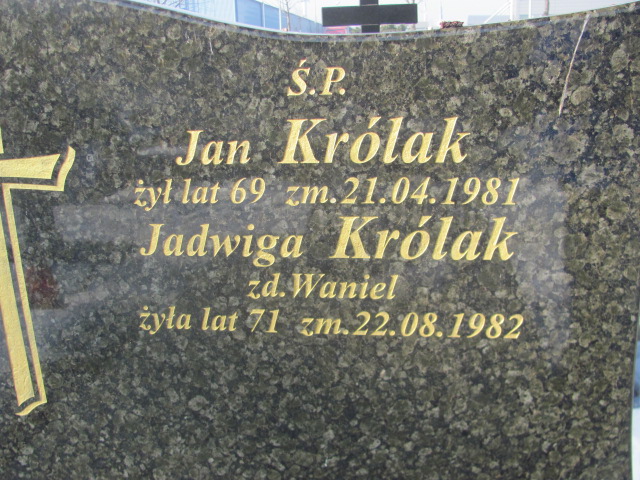 Ś.P.
Jan Królak
żył lat 69 zm.21.04.1981
Jadwiga Królak
zd.Waniel
żyła lat 71 zm.22.08.1982